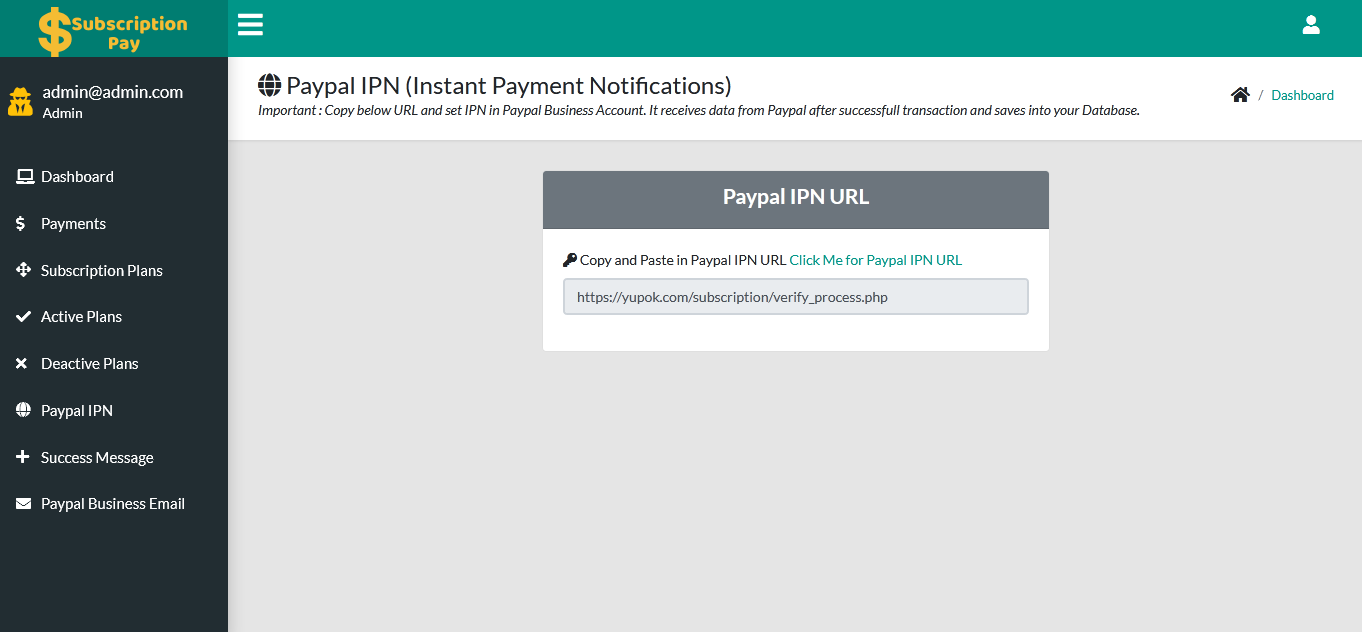 Subscription
Pay
admin@admin.com
Admin
Dashboard
Payments
Subscription Plans
Active Plans
Deactive Plans
Paypal IPN
Success Message
Paypal Business Email
Paypal IPN (Instant Payment Notifications)
Important : Copy below URL and set IPN in Paypal Business Account. It receives data from Paypal after successfull transaction and saves into your Database.
/ Dashboard
Paypal IPN URL
Copy and Paste in Paypal IPN URL Click Me for Paypal IPN URL
https://yupok.com/subscription/verify_process.php